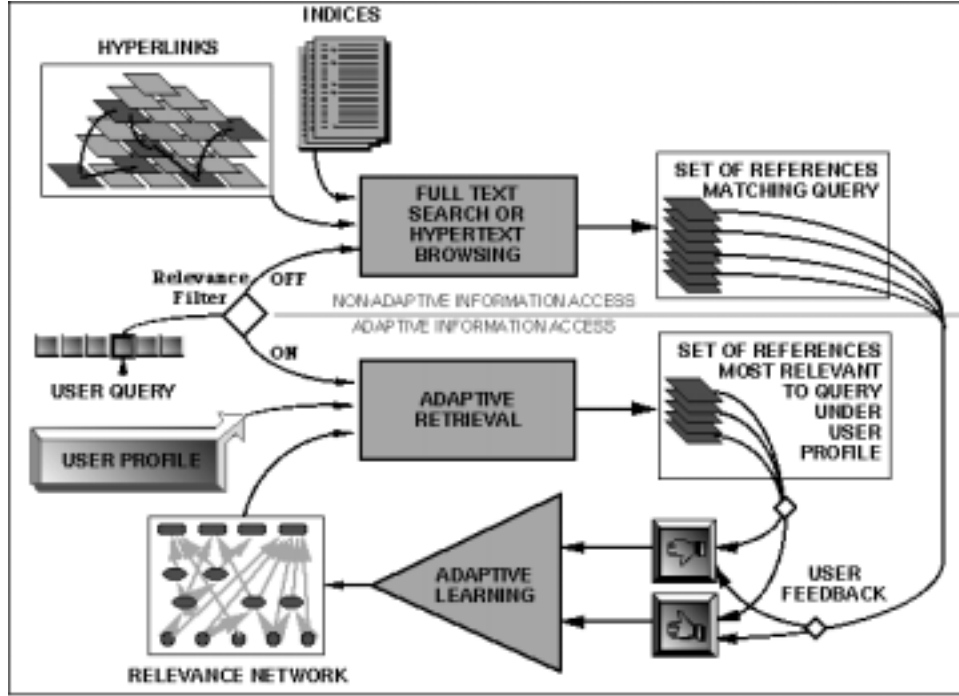 INDICES
HYPERLINKS
FULL TEXT
SEARCH OR
HYPERTEXT
BROWSING
SET OF REFERENCES
MATCHING QUERY
Relevance
Filter
OFF
NON-ADAPTIVE INFORMATION ACCESS
ADAPTIVE INFORMATION ACCESS
ON
USER QUERY
ADAPTIVE
RETRIEVAL
SET OF REFERENCES
MOST RELEVANT
TO QUERY
UNDER
USER
PROFILE
USER PROFILE
ADAPTIVE
LEARNING
USER
FEEDBACK
RELEVANCE NETWORK